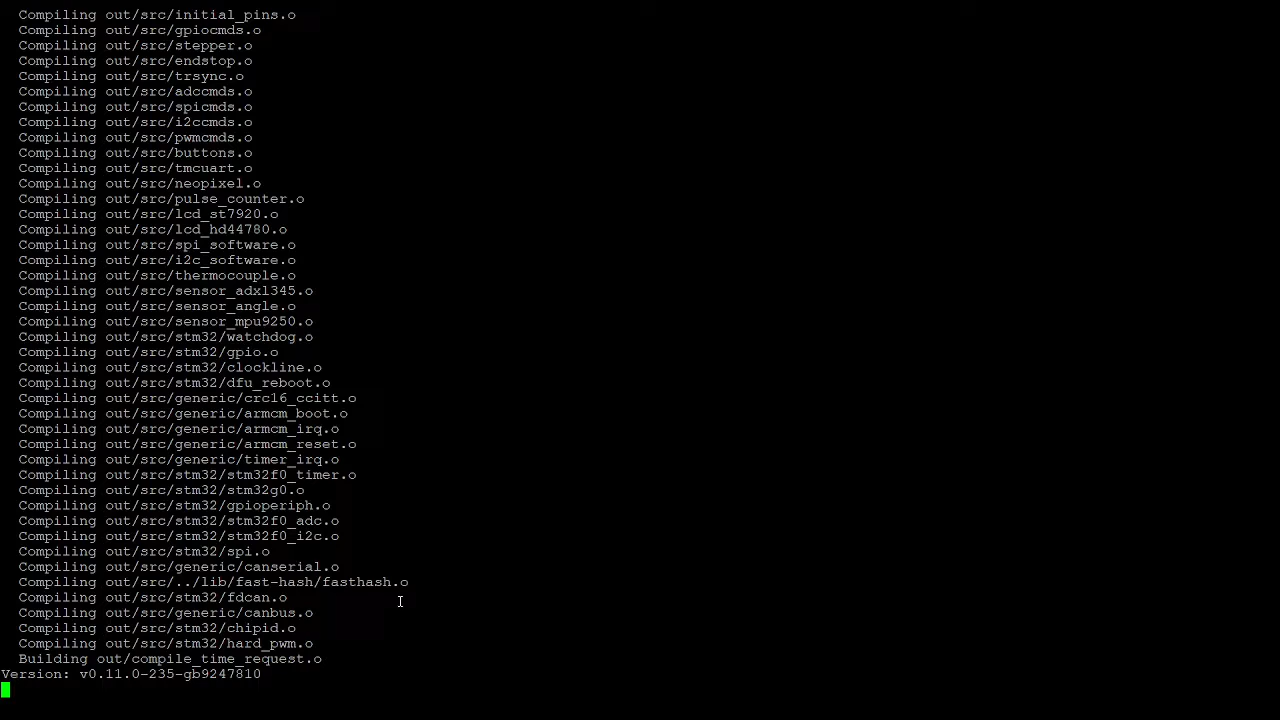 Compiling out/src/initial_pins.o
Compiling out/src/gpiocmds.o
Compiling out/src/stepper.o
Compiling out/src/endstop.o
Compiling out/src/trsync.o
Compiling out/src/adccmds.o
Compiling out/src/spicmds.o
Compiling out/src/i2ccmds.o
Compiling out/src/pwmcmds.o
Compiling out/src/buttons.o
Compiling out/src/tmcuart.o
Compiling out/src/neopixel.o
Compiling out/src/pulse_counter.o
Compiling out/src/lcd_st7920.o
Compiling out/src/lcd_hd44780.o
Compiling out/src/spi_software.o
Compiling out/src/i2c_software.o
Compiling out/src/thermocouple.o
Compiling out/src/sensor_adxl345.o
Compiling out/src/sensor_angle.o
Compiling out/src/sensor_mpu9250.o
Compiling out/src/stm32/watchdog.o
Compiling out/src/stm32/gpio.o
Compiling out/src/stm32/clockline.o
Compiling out/src/stm32/dfu_reboot.o
Compiling out/src/generic/crc16_ccitt.o
Compiling out/src/generic/armcm_boot.o
Compiling out/src/generic/armcm_irq.o
Compiling out/src/generic/armcm_reset.o
Compiling out/src/generic/timer_irq.o
Compiling out/src/stm32/stm32f0_timer.o
Compiling out/src/stm32/stm32g0.o
Compiling out/src/stm32/gpioperiph.o
Compiling out/src/stm32/stm32f0_adc.o
Compiling out/src/stm32/stm32f0_i2c.o
Compiling out/src/stm32/spi.o
Compiling out/src/generic/canserial.o
Compiling out/src/../lib/fast-hash/fasthash.o
Compiling out/src/stm32/fdcan.o
Compiling out/src/generic/canbus.o
Compiling out/src/stm32/chipid.o
Compiling out/src/stm32/hard_pwm.o
Building out/compile_time_request.o
Version: v0.11.0-235-gb9247810